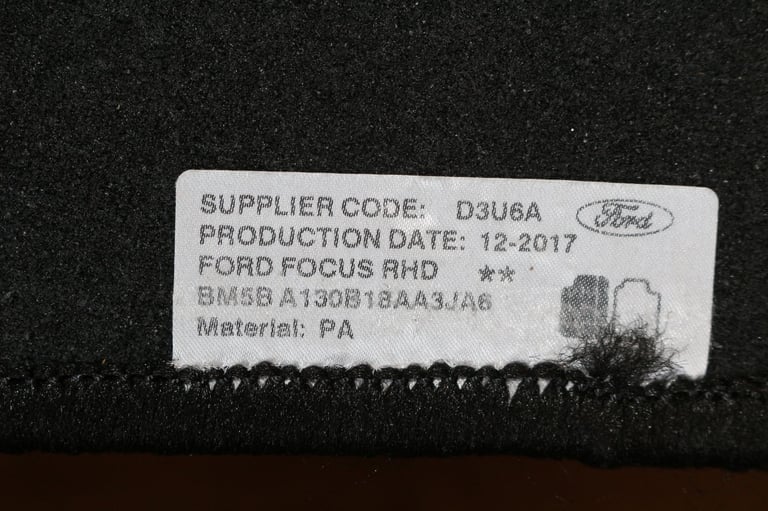 SUPPLIER CODE: D3U6A
Ford
PRODUCTION DATE: 12-2017
FORD FOCUS RHD **
BM5B A130B18AA3JA6
Material: PA